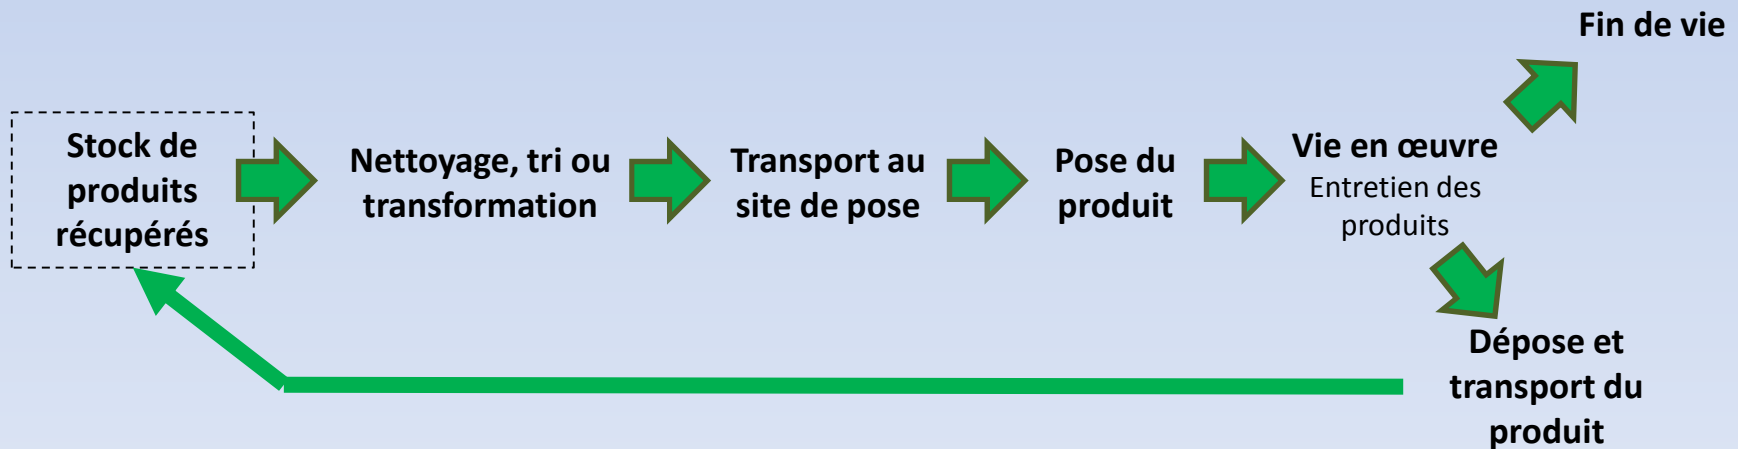 Fin de vie
Stock de
produits
récupérés
Nettoyage, tri ou
transformation
Transport au
site de pose
Pose du
produit
Vie en œuvre
Entretien des
produits
Dépose et
transport du
produit